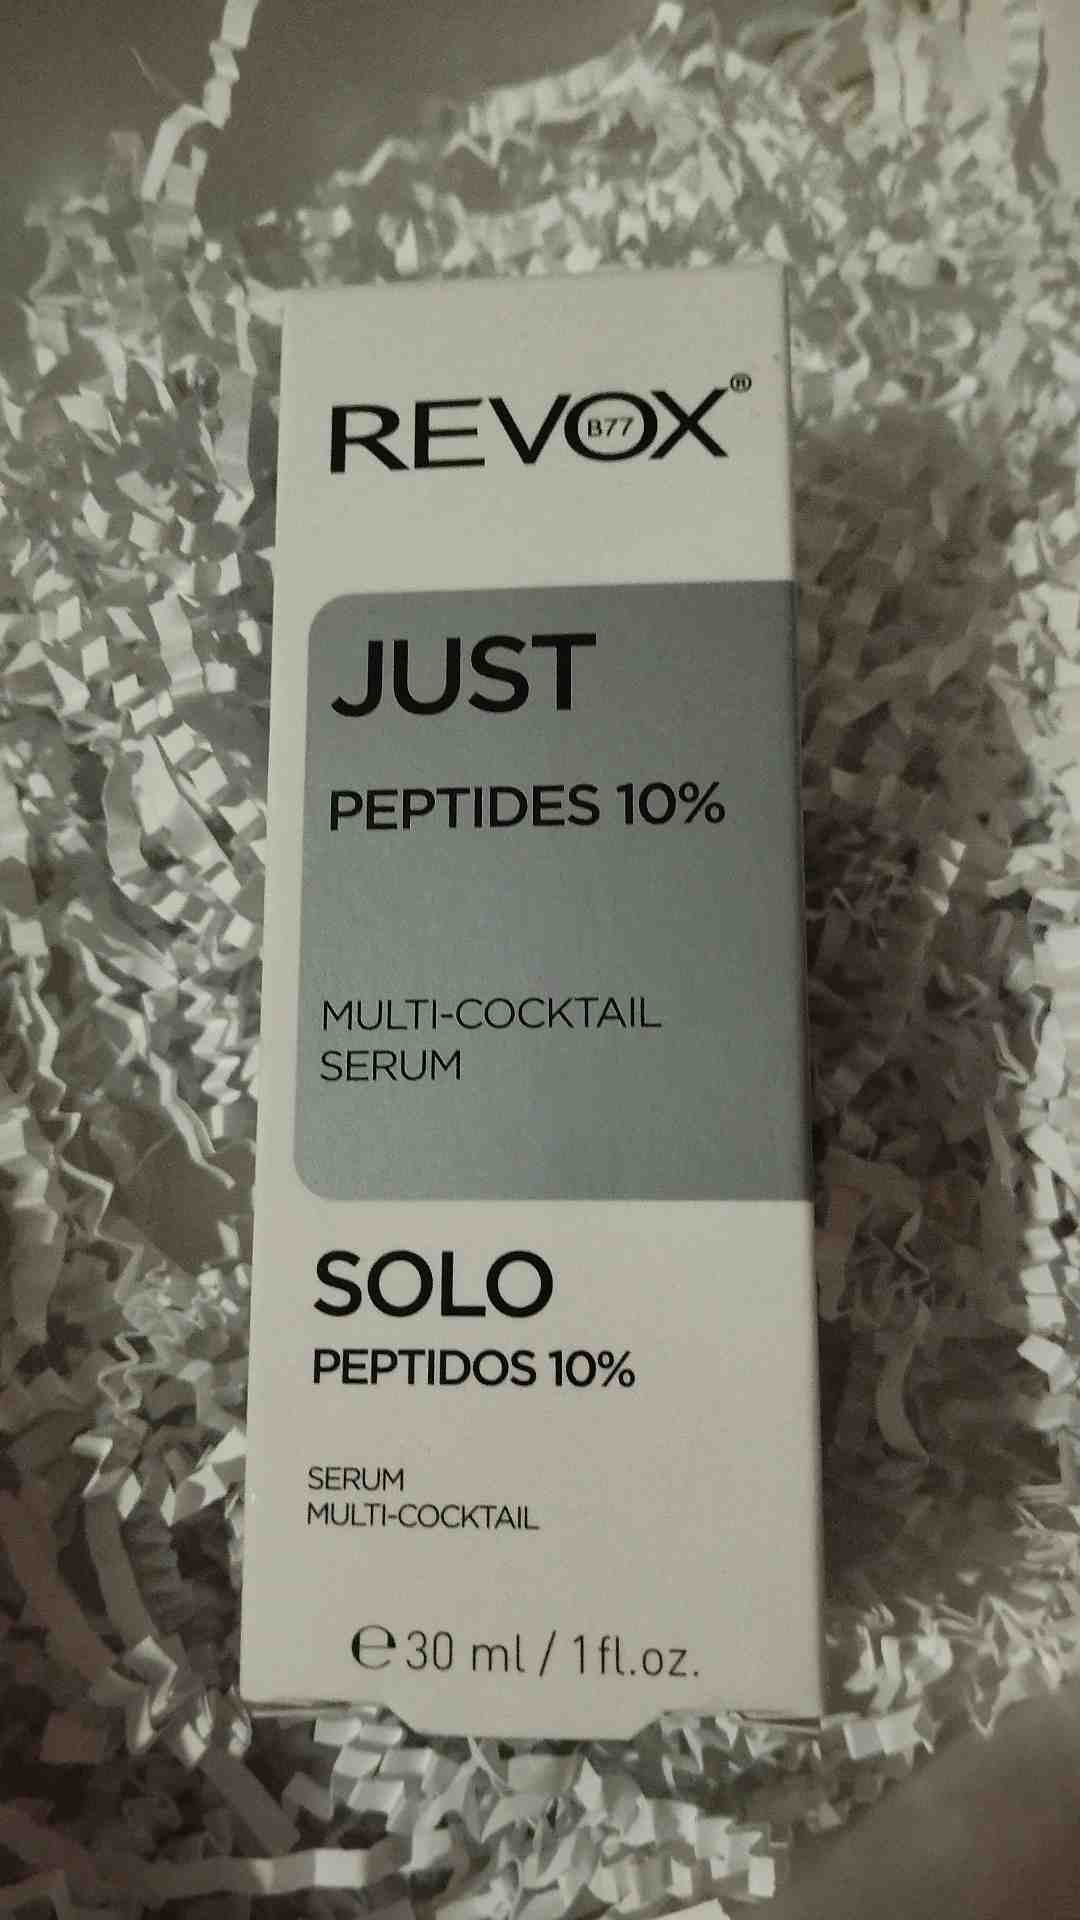 REVOX®
B77
JUST
PEPTIDES 10%
MULTI-COCKTAIL
SERUM
SOLO
PEPTIDOS 10%
SERUM
MULTI-COCKTAIL
℮30 ml / 1 fl.oz.